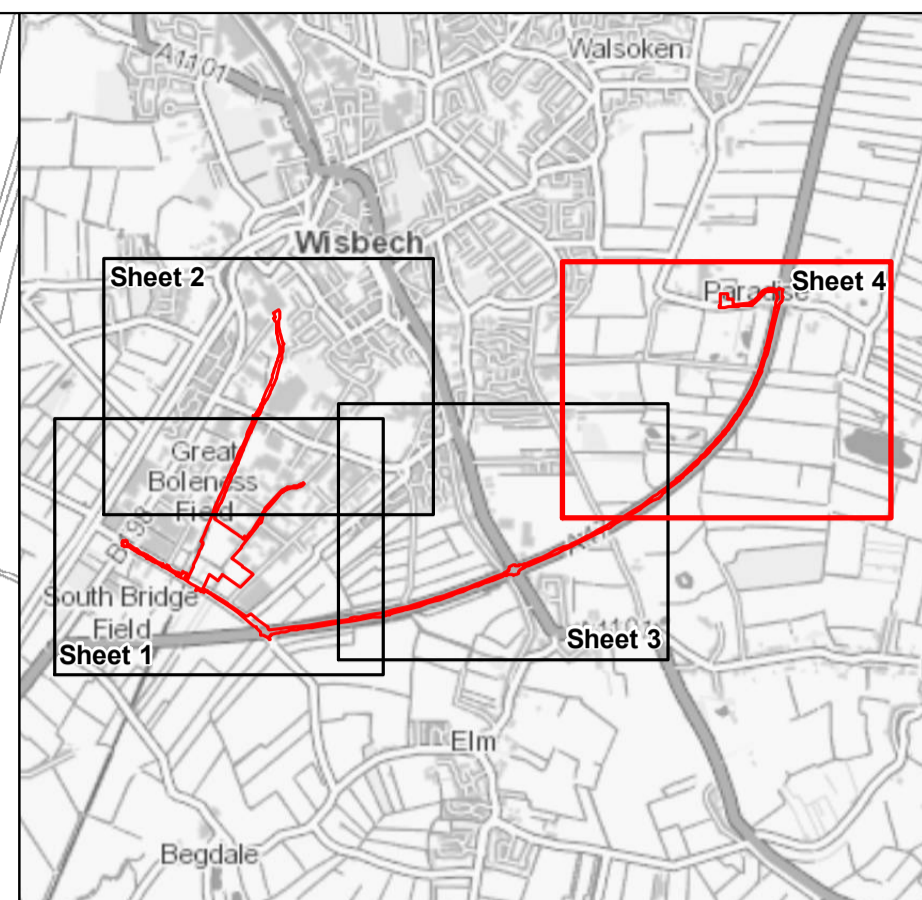 A1101
Walsoken
Wisbech
Sheet 2
Sheet 4
Paradise
Great
Boleness
Field
South Bridge
Field
Sheet 1
Sheet 3
Elm
Begdale